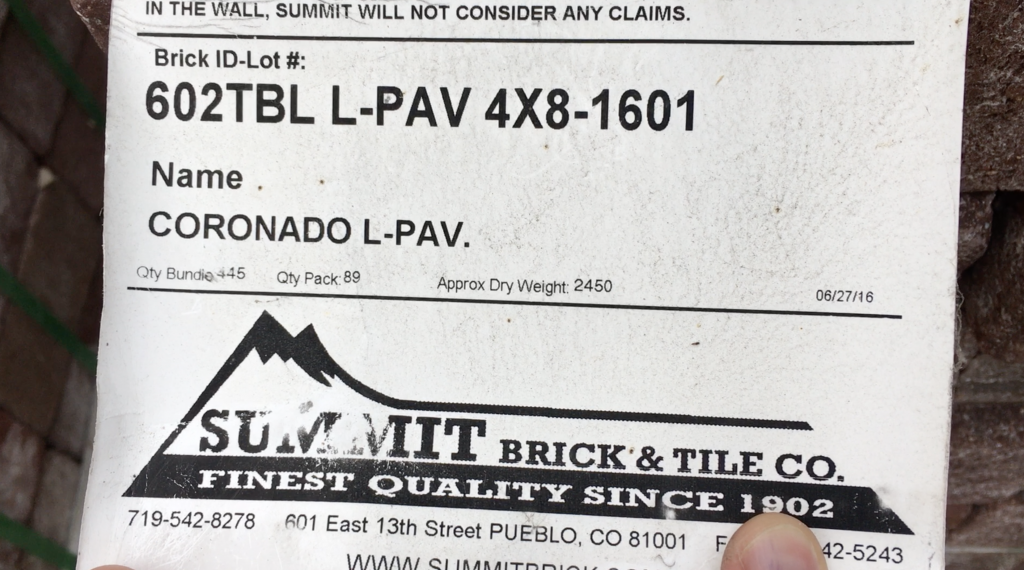 IN THE WALL, SUMMIT WILL NOT CONSIDER ANY CLAIMS.
Brick ID-Lot #:
602TBL L-PAV 4X8-1601
Name
CORONADO L-PAV.
Qty Bundle 445 Qty Pack: 89 Approx Dry Weight: 2450 06/27/16
SUMMIT BRICK & TILE CO.
FINEST QUALITY SINCE 1902
719-542-8278 601 East 13th Street PUEBLO, CO 81001 42-5243